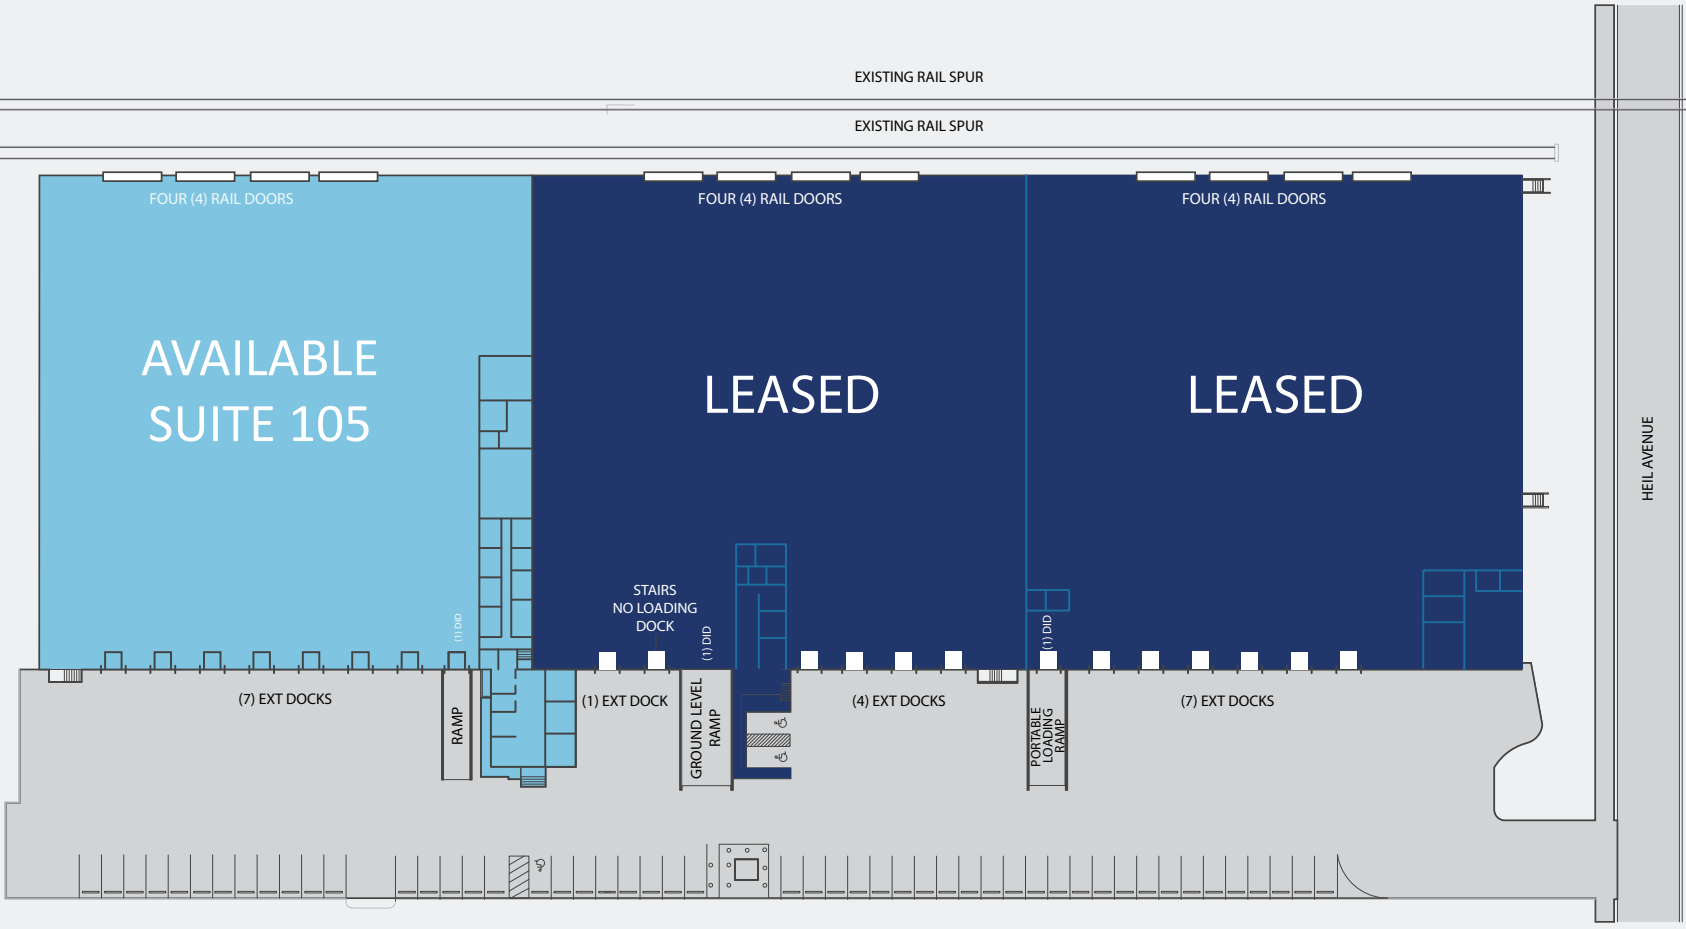 EXISTING RAIL SPUR
EXISTING RAIL SPUR
FOUR (4) RAIL DOORS
FOUR (4) RAIL DOORS
FOUR (4) RAIL DOORS
AVAILABLE
SUITE 105
LEASED
LEASED
HEIL AVENUE
STAIRS
NO LOADING
DOCK
(1) DID
(1) DID
(1) DID
(7) EXT DOCKS
RAMP
(1) EXT DOCK
GROUND LEVEL
RAMP
(4) EXT DOCKS
PORTABLE
LOADING
RAMP
(7) EXT DOCKS